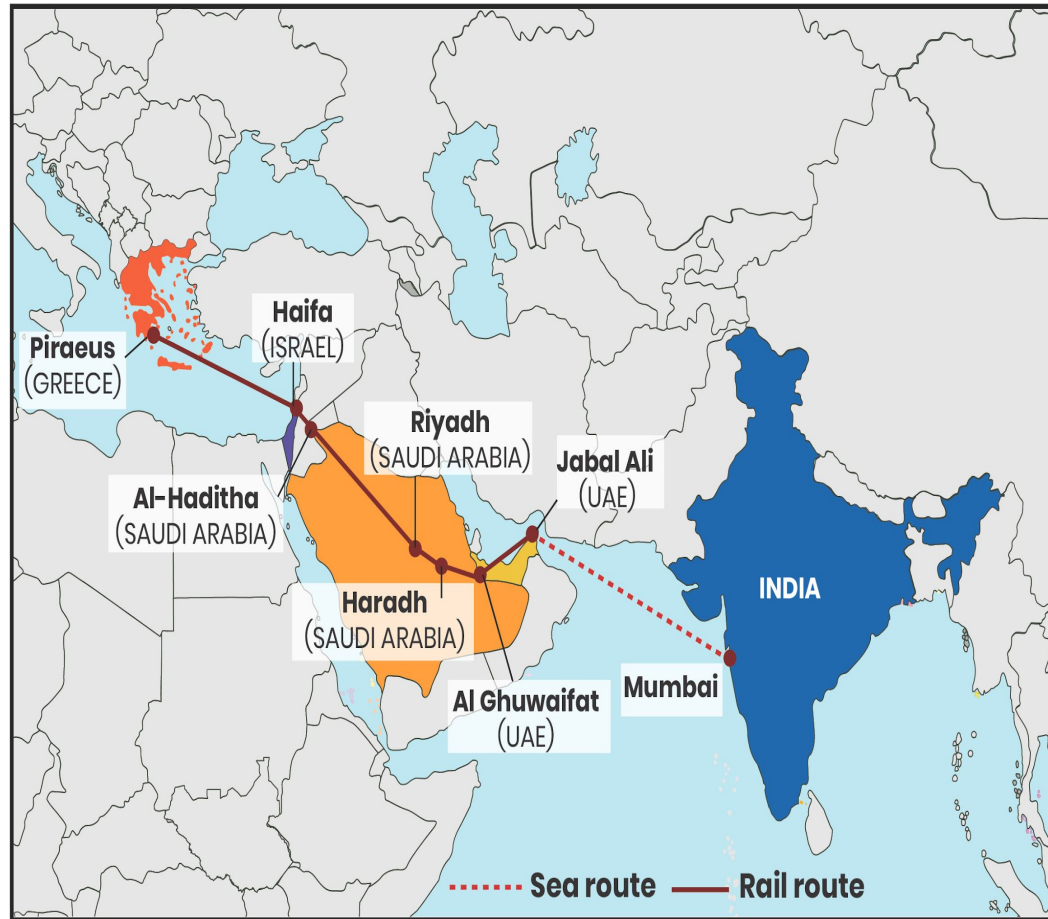 Haifa
(ISRAEL)
Piraeus
(GREECE)
Riyadh
(SAUDI ARABIA)
Jabal Ali
(UAE)
Al-Haditha
(SAUDI ARABIA)
INDIA
Haradh
(SAUDI ARABIA)
Mumbai
Al Ghuwaifat
(UAE)
Sea route
Rail route